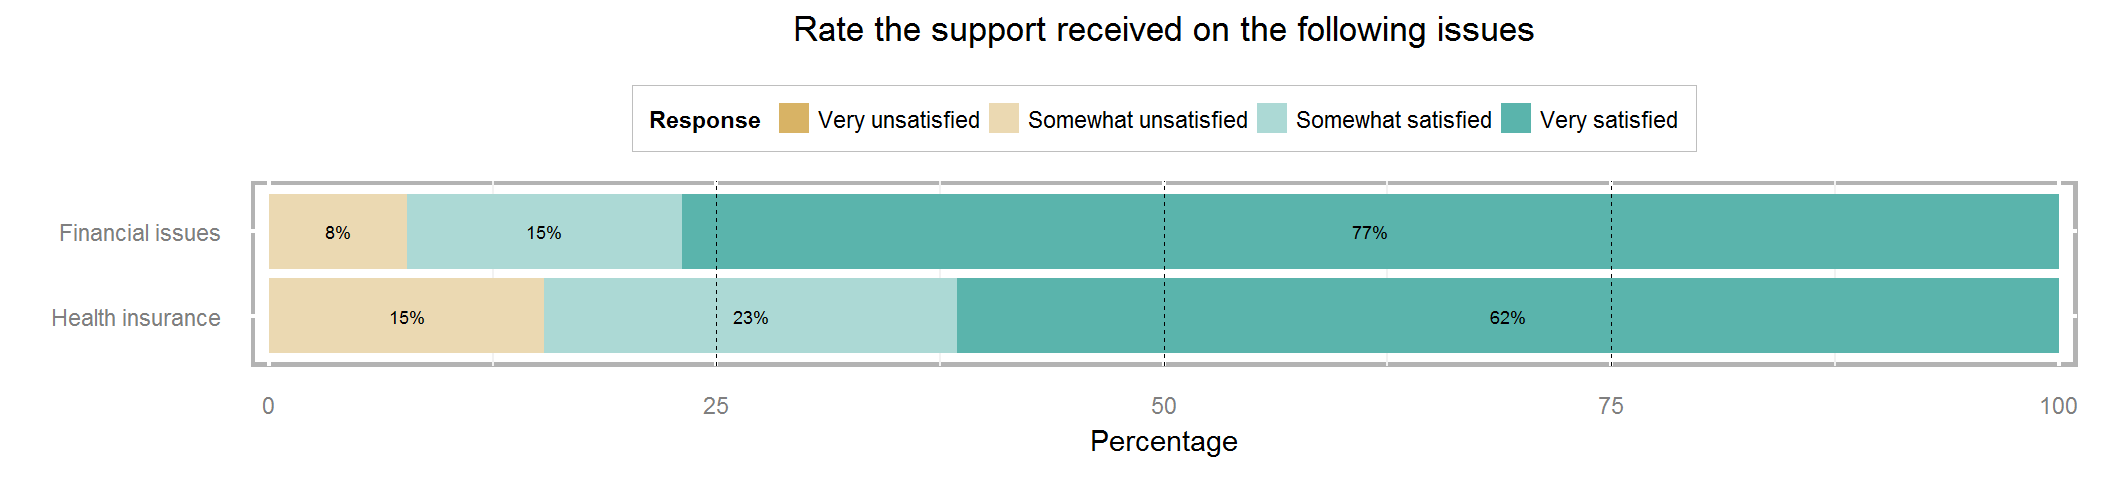 Rate the support received on the following issues
Response Very unsatisfied Somewhat unsatisfied Somewhat satisfied Very satisfied
Financial issues 8% 15% 77%
Health insurance 15% 23% 62%
0 25 50 75 100
Percentage